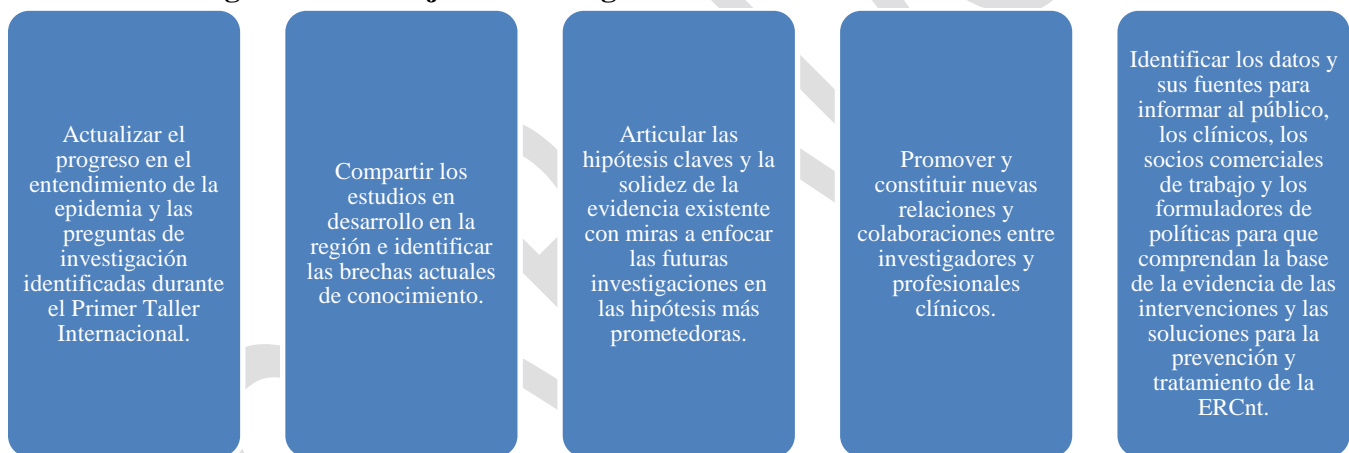 Actualizar el
progreso en el
entendimiento de la
epidemia y las
preguntas de
investigación
identificadas durante
el Primer Taller
Internacional.
Compartir los
estudios en
desarrollo en la
región e identificar
las brechas actuales
de conocimiento.
Articular las
hipótesis claves y la
solidez de la
evidencia existente
con miras a enfocar
las futuras
investigaciones en
las hipótesis más
prometedoras.
Promover y
constituir nuevas
relaciones y
colaboraciones entre
investigadores y
profesionales
clínicos.
Identificar los datos y
sus fuentes para
informar al público,
los clínicos, los
socios comerciales
de trabajo y los
formuladores de
políticas para que
comprendan la base
de la evidencia de las
intervenciones y las
soluciones para la
prevención y
tratamiento de la
ERCnt.